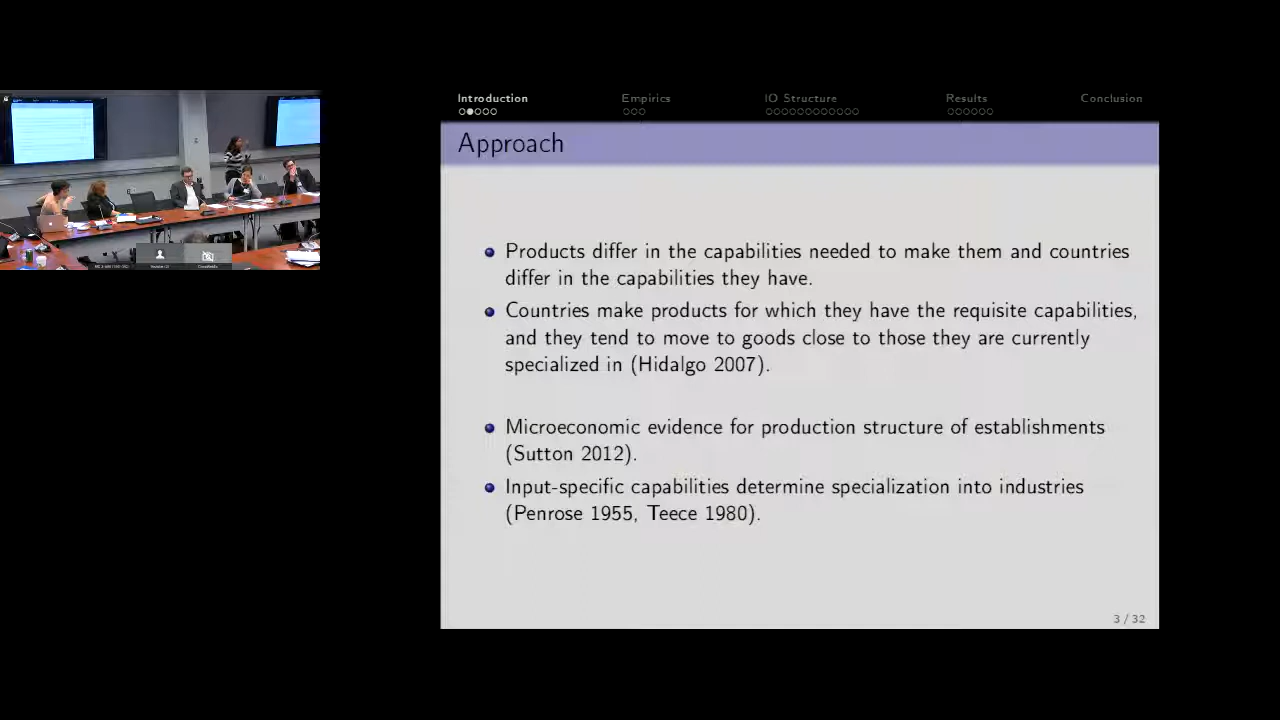 Introduction
Empirics
IO Structure
Results
Conclusion
Approach
Products differ in the capabilities needed to make them and countries
differ in the capabilities they have.
Countries make products for which they have the requisite capabilities,
and they tend to move to goods close to those they are currently
specialized in (Hidalgo 2007).
Microeconomic evidence for production structure of establishments
(Sutton 2012).
Input-specific capabilities determine specialization into industries
(Penrose 1955, Teece 1980).
3 / 32